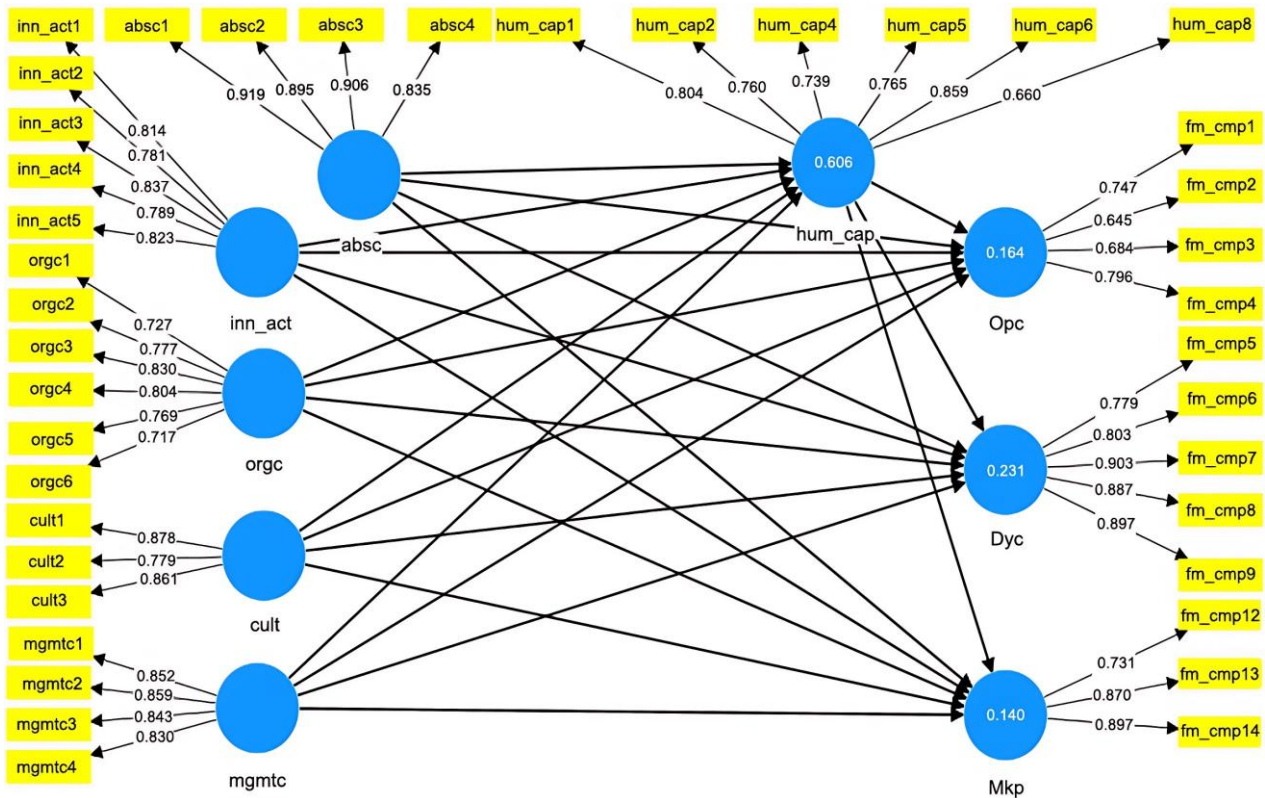 inn_act1
absc1
absc2
absc3
absc4
hum_cap1
hum_cap2
hum_cap4
hum_cap5
hum_cap6
hum_cap8
inn_act2
inn_act3
inn_act4
inn_act5
0.919
0.895
0.906
0.835
0.804
0.760
0.739
0.765
0.859
0.660
0.814
0.781
0.837
0.789
0.823
absc
inn_act
0.606
hum_cap
fm_cmp1
fm_cmp2
fm_cmp3
fm_cmp4
0.747
0.645
0.684
0.796
0.164
Opc
orgc1
orgc2
orgc3
orgc4
orgc5
orgc6
0.727
0.777
0.830
0.804
0.769
0.717
orgc
fm_cmp5
fm_cmp6
fm_cmp7
fm_cmp8
fm_cmp9
0.779
0.803
0.903
0.887
0.897
0.231
Dyc
cult1
cult2
cult3
0.878
0.779
0.861
cult
mgmtc1
mgmtc2
mgmtc3
mgmtc4
0.852
0.859
0.843
0.830
mgmtc
fm_cmp12
fm_cmp13
fm_cmp14
0.731
0.870
0.897
0.140
Mkp